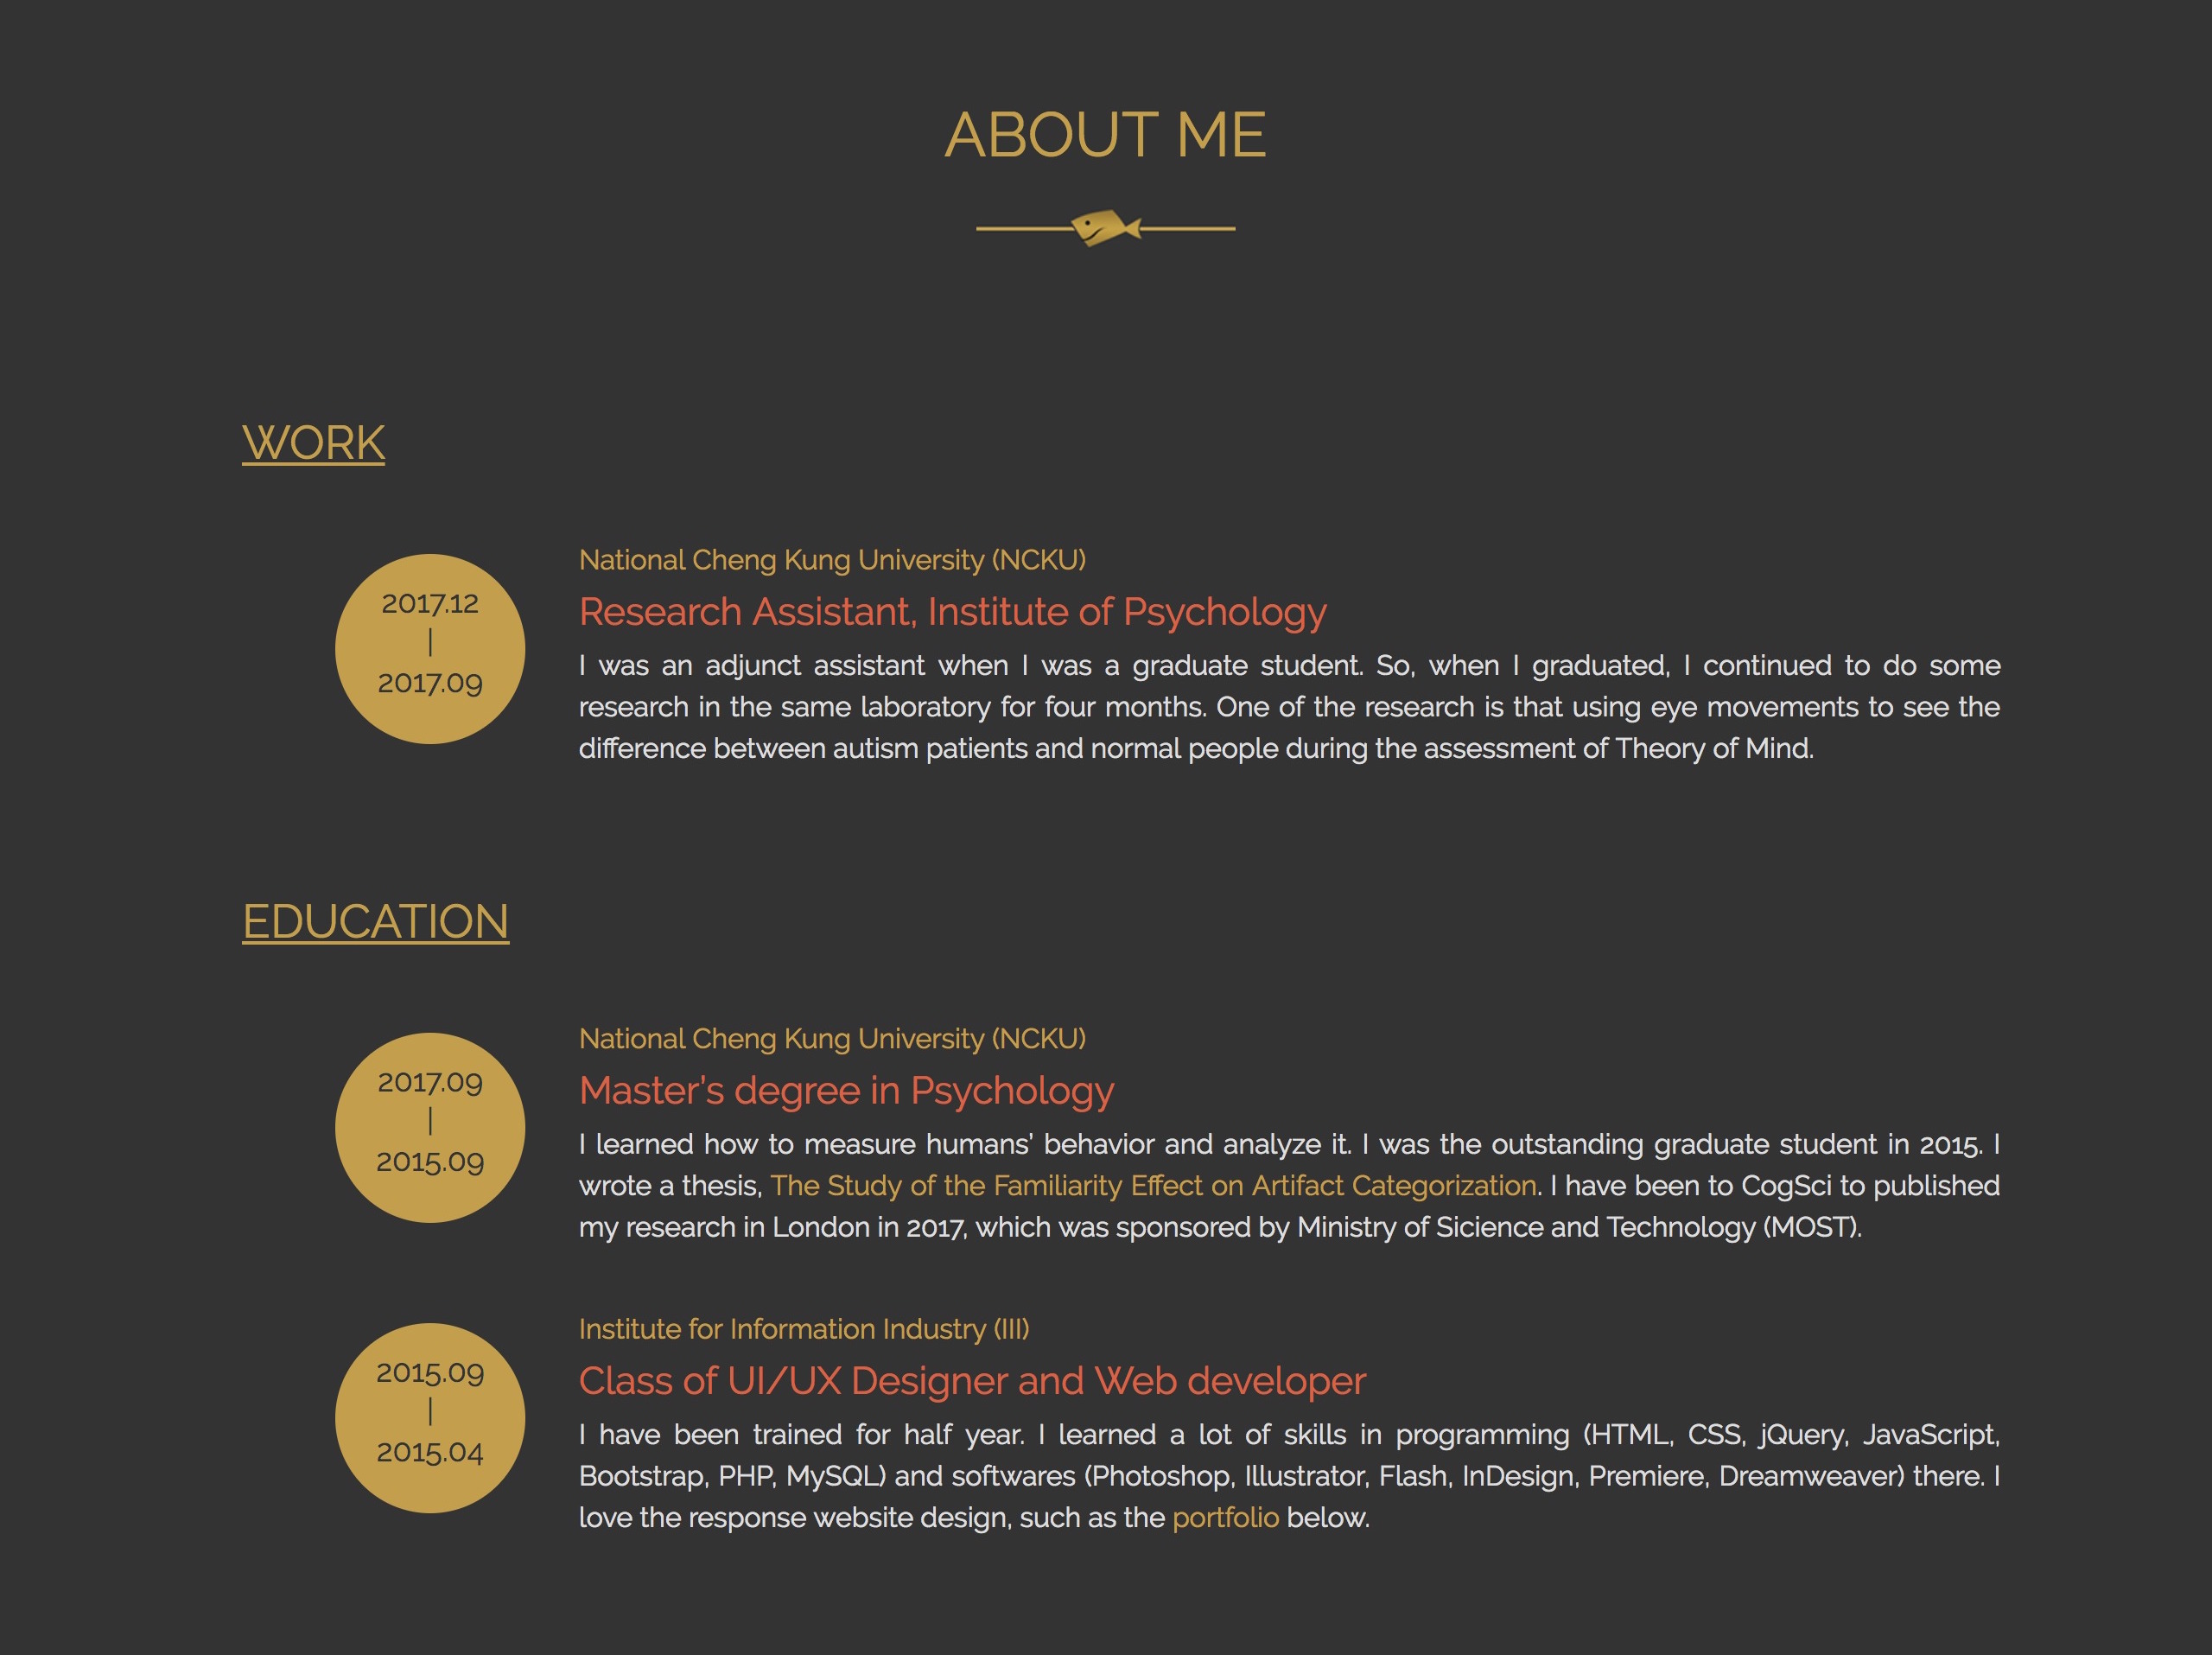 ABOUT ME
WORK
2017.12
|
2017.09
National Cheng Kung University (NCKU)
Research Assistant, Institute of Psychology
I was an adjunct assistant when I was a graduate student. So, when I graduated, I continued to do some
research in the same laboratory for four months. One of the research is that using eye movements to see the
difference between autism patients and normal people during the assessment of Theory of Mind.
EDUCATION
2017.09
|
2015.09
National Cheng Kung University (NCKU)
Master’s degree in Psychology
I learned how to measure humans’ behavior and analyze it. I was the outstanding graduate student in 2015. I
wrote a thesis, The Study of the Familiarity Effect on Artifact Categorization. I have been to CogSci to published
my research in London in 2017, which was sponsored by Ministry of Sicience and Technology (MOST).
2015.09
|
2015.04
Institute for Information Industry (III)
Class of UI/UX Designer and Web developer
I have been trained for half year. I learned a lot of skills in programming (HTML, CSS, jQuery, JavaScript,
Bootstrap, PHP, MySQL) and softwares (Photoshop, Illustrator, Flash, InDesign, Premiere, Dreamweaver) there. I
love the response website design, such as the portfolio below.